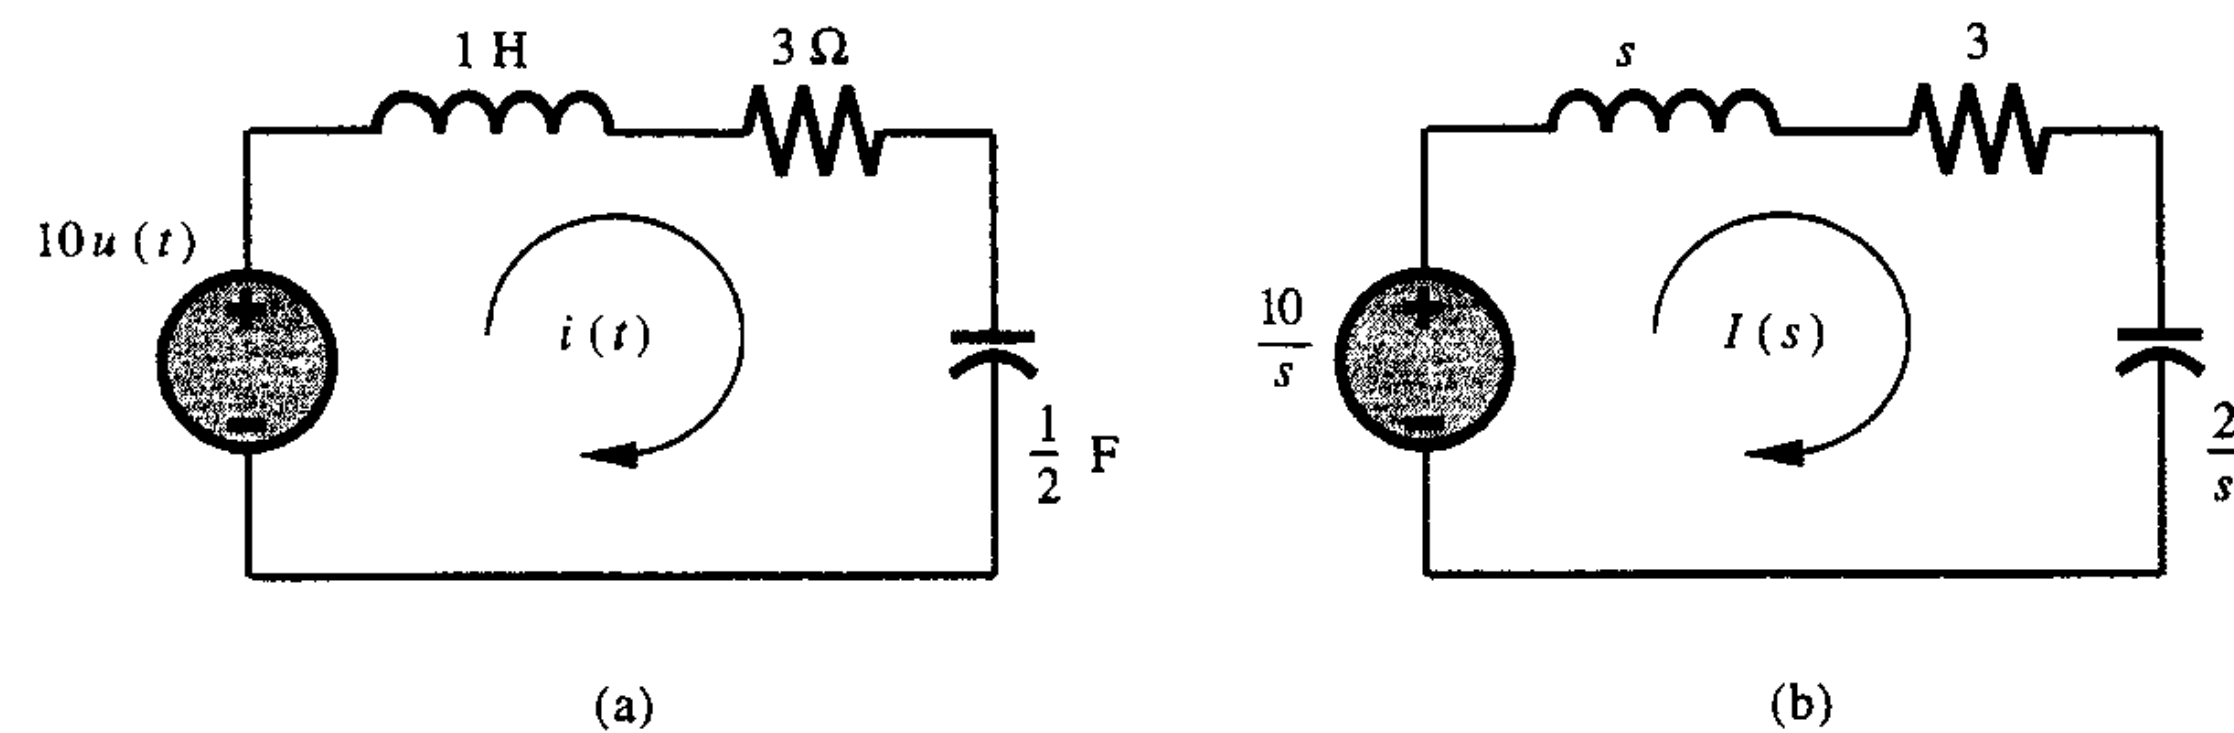 1 H
3 Ω
10u (t)
+
−
i (t)
1/2 F
(a)
s
3
10/s
+
−
I (s)
2/s
(b)